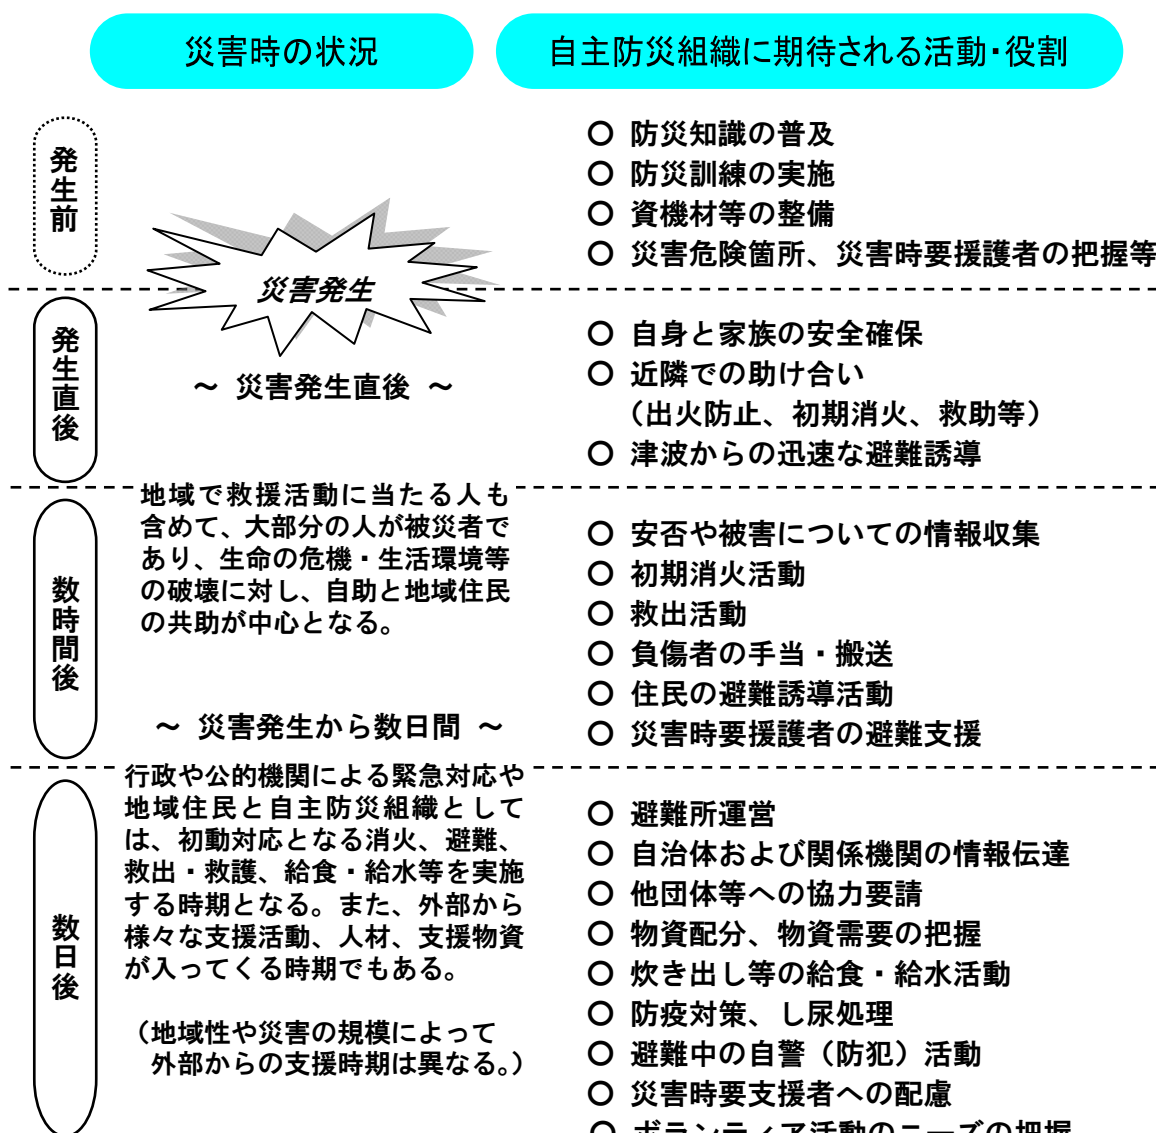 災害時の状況
自主防災組織に期待される活動・役割
発生前
○ 防災知識の普及
○ 防災訓練の実施
○ 資機材等の整備
○ 災害危険箇所、災害時要援護者の把握等
災害発生
発生直後
～ 災害発生直後 ～
○ 自身と家族の安全確保
○ 近隣での助け合い
（出火防止、初期消火、救助等）
○ 津波からの迅速な避難誘導
数時間後
地域で救援活動に当たる人も
含めて、大部分の人が被災者で
あり、生命の危機・生活環境等
の破壊に対し、自助と地域住民
の共助が中心となる。
～ 災害発生から数日間 ～
○ 安否や被害についての情報収集
○ 初期消火活動
○ 救出活動
○ 負傷者の手当・搬送
○ 住民の避難誘導活動
○ 災害時要援護者の避難支援
数日後
行政や公的機関による緊急対応や
地域住民と自主防災組織として
は、初動対応となる消火、避難、
救出・救護、給食・給水等を実施
する時期となる。また、外部から
様々な支援活動、人材、支援物資
が入ってくる時期でもある。
（地域性や災害の規模によって
外部からの支援時期は異なる。）
○ 避難所運営
○ 自治体および関係機関の情報伝達
○ 他団体等への協力要請
○ 物資配分、物資需要の把握
○ 炊き出し等の給食・給水活動
○ 防疫対策、し尿処理
○ 避難中の自警（防犯）活動
○ 災害時要支援者への配慮
○ ボランティア活動のニーズの把握